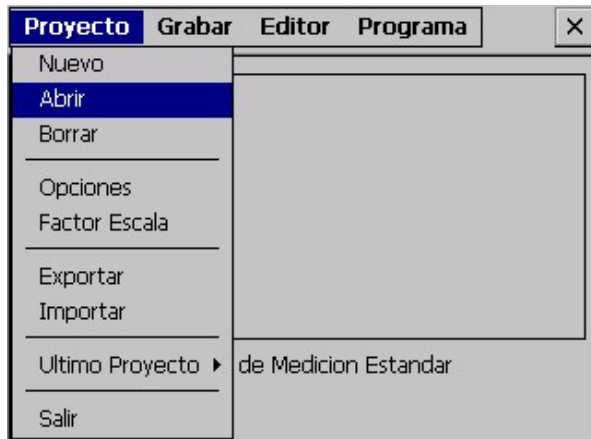 Proyecto Grabar Editor Programa
Nuevo
Abrir
Borrar
Opciones
Factor Escala
Exportar
Importar
Ultimo Proyecto de Medicion Estandar
Salir